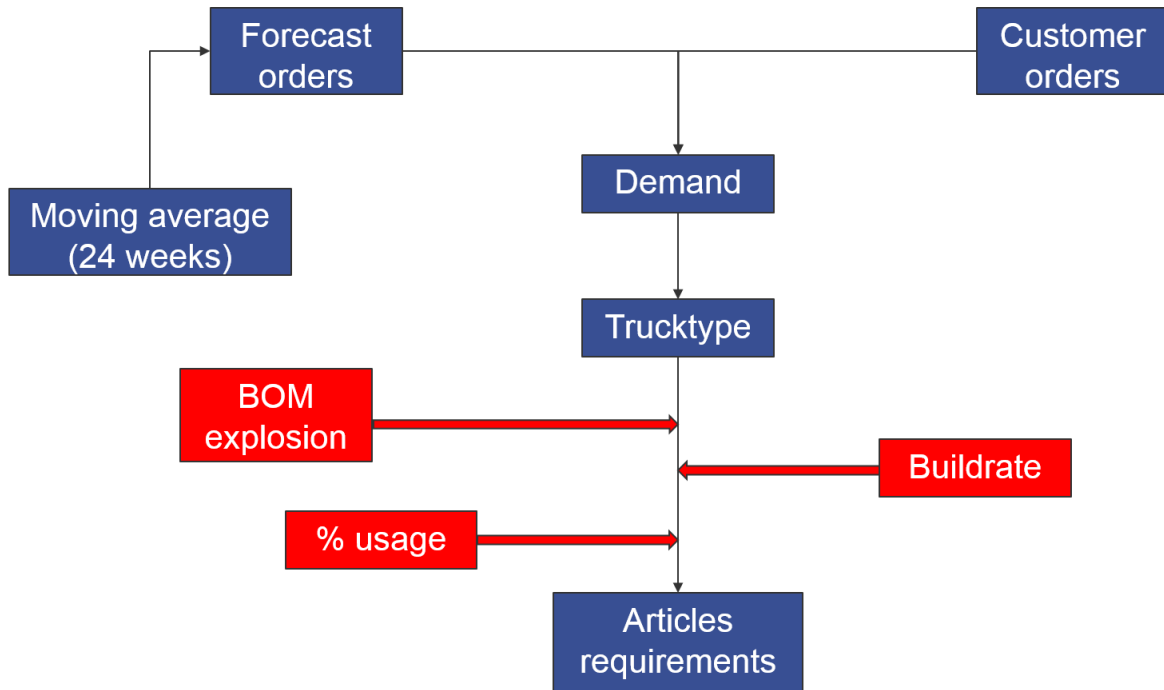 Forecast
orders
Customer
orders
Moving average
(24 weeks)
Demand
Trucktype
BOM
explosion
Buildrate
% usage
Articles
requirements